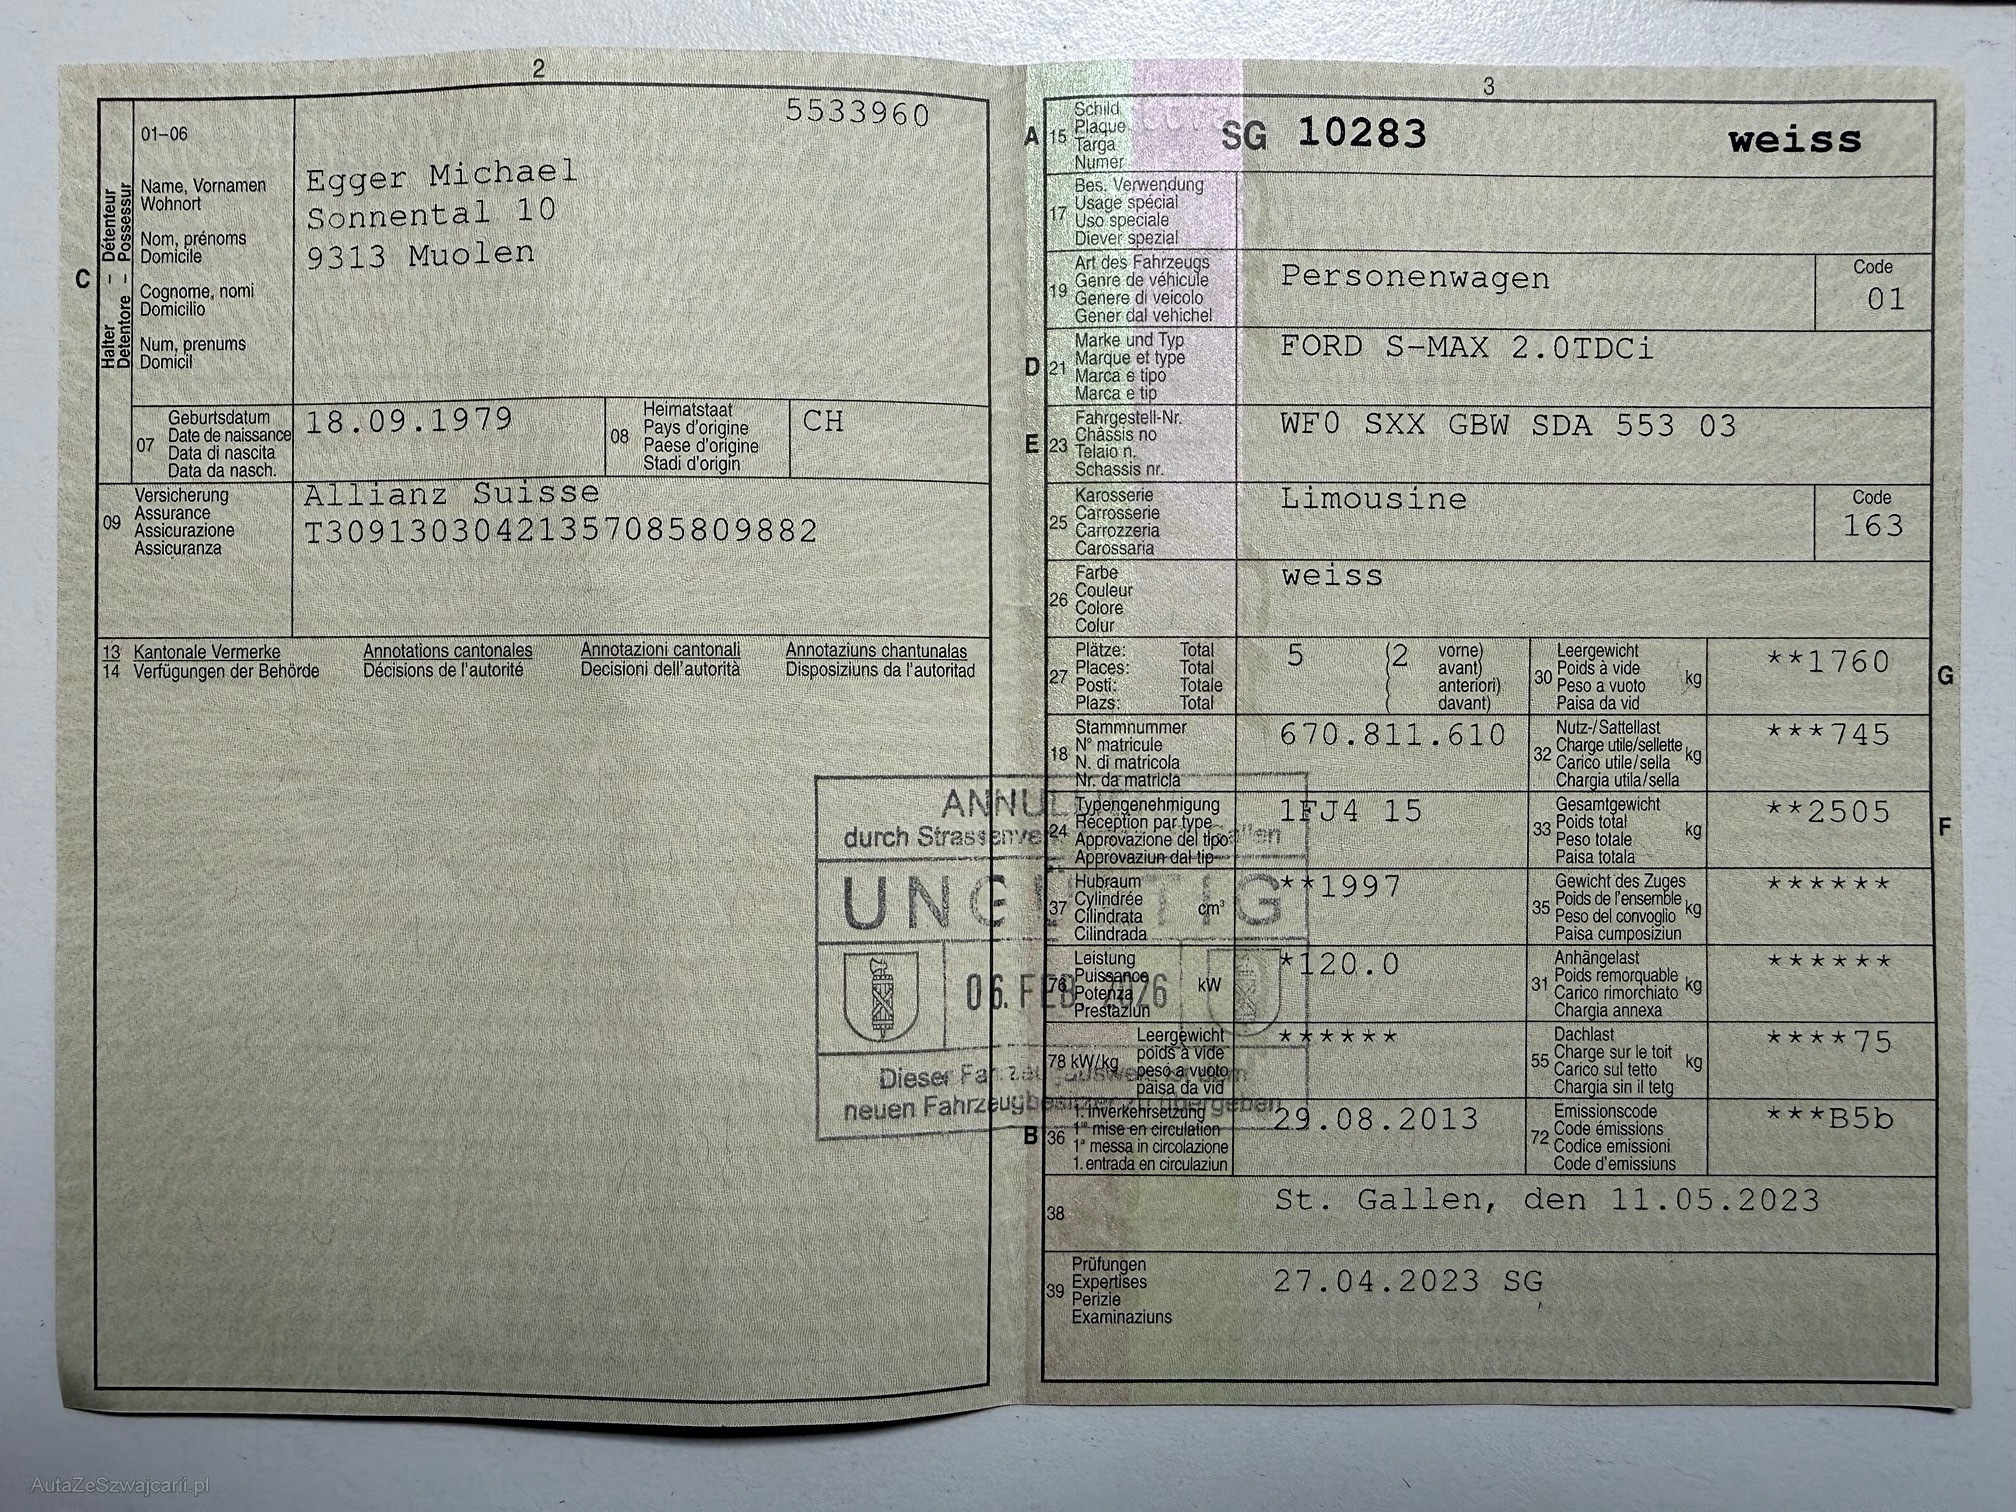 2
01–06
5533960
Halter – Détenteur
Detentore – Possessur
C
Name, Vornamen
Wohnort
Nom, prénoms
Domicile
Cognome, nomi
Domicilio
Num, prenums
Domicil
Egger Michael
Sonnental 10
9313 Muolen
07
Geburtsdatum
Date de naissance
Data di nascita
Data da nasch.
18.09.1979
08
Heimatstaat
Pays d'origine
Paese d'origine
Stadi d'origin
CH
09
Versicherung
Assurance
Assicurazione
Assicuranza
Allianz Suisse
T30913030421357085809882
13 Kantonale Vermerke Annotations cantonales Annotazioni cantonali Annotaziuns chantunalas
14 Verfügungen der Behörde Décisions de l'autorité Decisioni dell'autorità Disposiziuns da l'autoritad
durch
06. FEB. 2026
Dieser
neuen Fahrzeugbesitzer zu übergeben
3
A 15
Schild
Plaque
Targa
Numer
SG 10283 weiss
17
Bes. Verwendung
Usage spécial
Uso speciale
Diever spezial
19
Art des Fahrzeugs
Genre de véhicule
Genere di veicolo
Gener dal vehichel
Personenwagen
Code
01
D 21
Marke und Typ
Marque et type
Marca e tipo
Marca e tip
FORD S-MAX 2.0TDCi
E 23
Fahrgestell-Nr.
Châssis no
Telaio n.
Schassis nr.
WF0 SXX GBW SDA 553 03
25
Karosserie
Carrosserie
Carrozzeria
Carossaria
Limousine
Code
163
26
Farbe
Couleur
Colore
Colur
weiss
27
Plätze: Total
Places: Total
Posti: Totale
Plazs: Total
5 (2 vorne)
( avant)
( anteriori)
( davant)
30
Leergewicht
Poids à vide
Peso a vuoto
Paisa da vid
kg
**1760
G
18
Stammnummer
N° matricule
N. di matricola
Nr. da matricla
670.811.610
32
Nutz-/Sattellast
Charge utile/sellette
Carico utile/sella
Chargia utila/sella
kg
***745
24
Typengenehmigung
Réception par type
Approvazione del tipo
Approvaziun dal tip
1FJ4 15
33
Gesamtgewicht
Poids total
Peso totale
Paisa totala
kg
**2505
F
37
Hubraum
Cylindrée
Cilindrata
Cilindrada
cm³
**1997
35
Gewicht des Zuges
Poids de l'ensemble
Peso del convoglio
Paisa cumposiziun
kg
******
76
Leistung
Puissance
Potenza
Prestaziun
kW
*120.0
31
Anhängelast
Poids remorquable
Carico rimorchiato
Chargia annexa
kg
******
78 kW/kg
Leergewicht
poids à vide
peso a vuoto
paisa da vid
******
55
Dachlast
Charge sur le toit
Carico sul tetto
Chargia sin il tetg
kg
****75
B 36
1. Inverkehrsetzung
1re mise en circulation
1a messa in circolazione
1. entrada en circulaziun
29.08.2013
72
Emissionscode
Code émissions
Codice emissioni
Code d'emissiuns
***B5b
38
St. Gallen, den 11.05.2023
39
Prüfungen
Expertises
Perizie
Examinaziuns
27.04.2023 SG
AutaZeSzwajcarii.pl